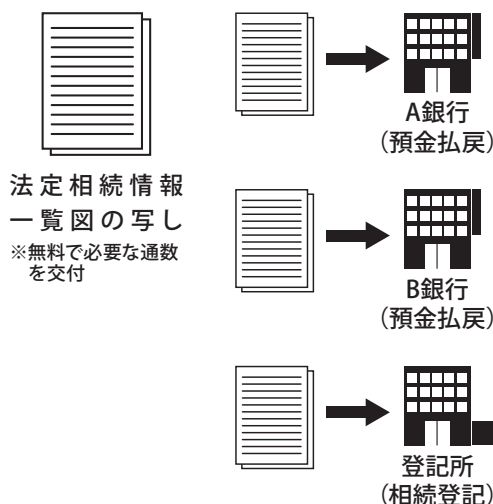 法定相続情報
一覧図の写し
※無料で必要な通数
を交付
A銀行
(預金払戻)
B銀行
(預金払戻)
登記所
(相続登記)